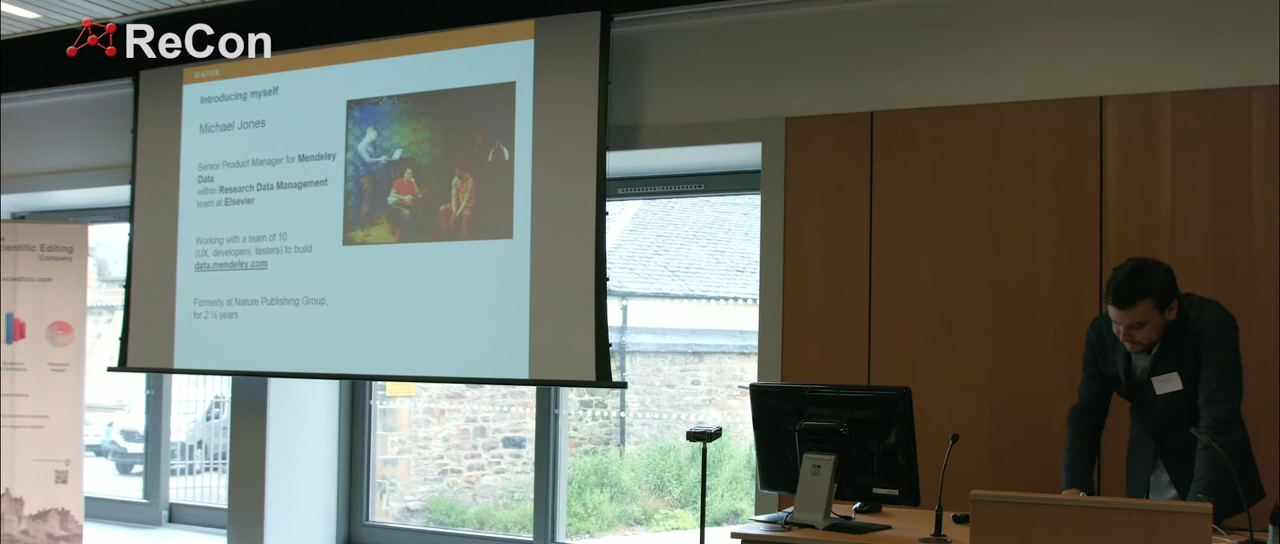 ReCon
ELSEVIER
Introducing myself
Michael Jones
Senior Product Manager for Mendeley
Data
within Research Data Management
team at Elsevier
Working with a team of 10
(UX, developers, testers) to build
data.mendeley.com
Formerly at Nature Publishing Group,
for 2 ½ years
Scientific Editing
Company